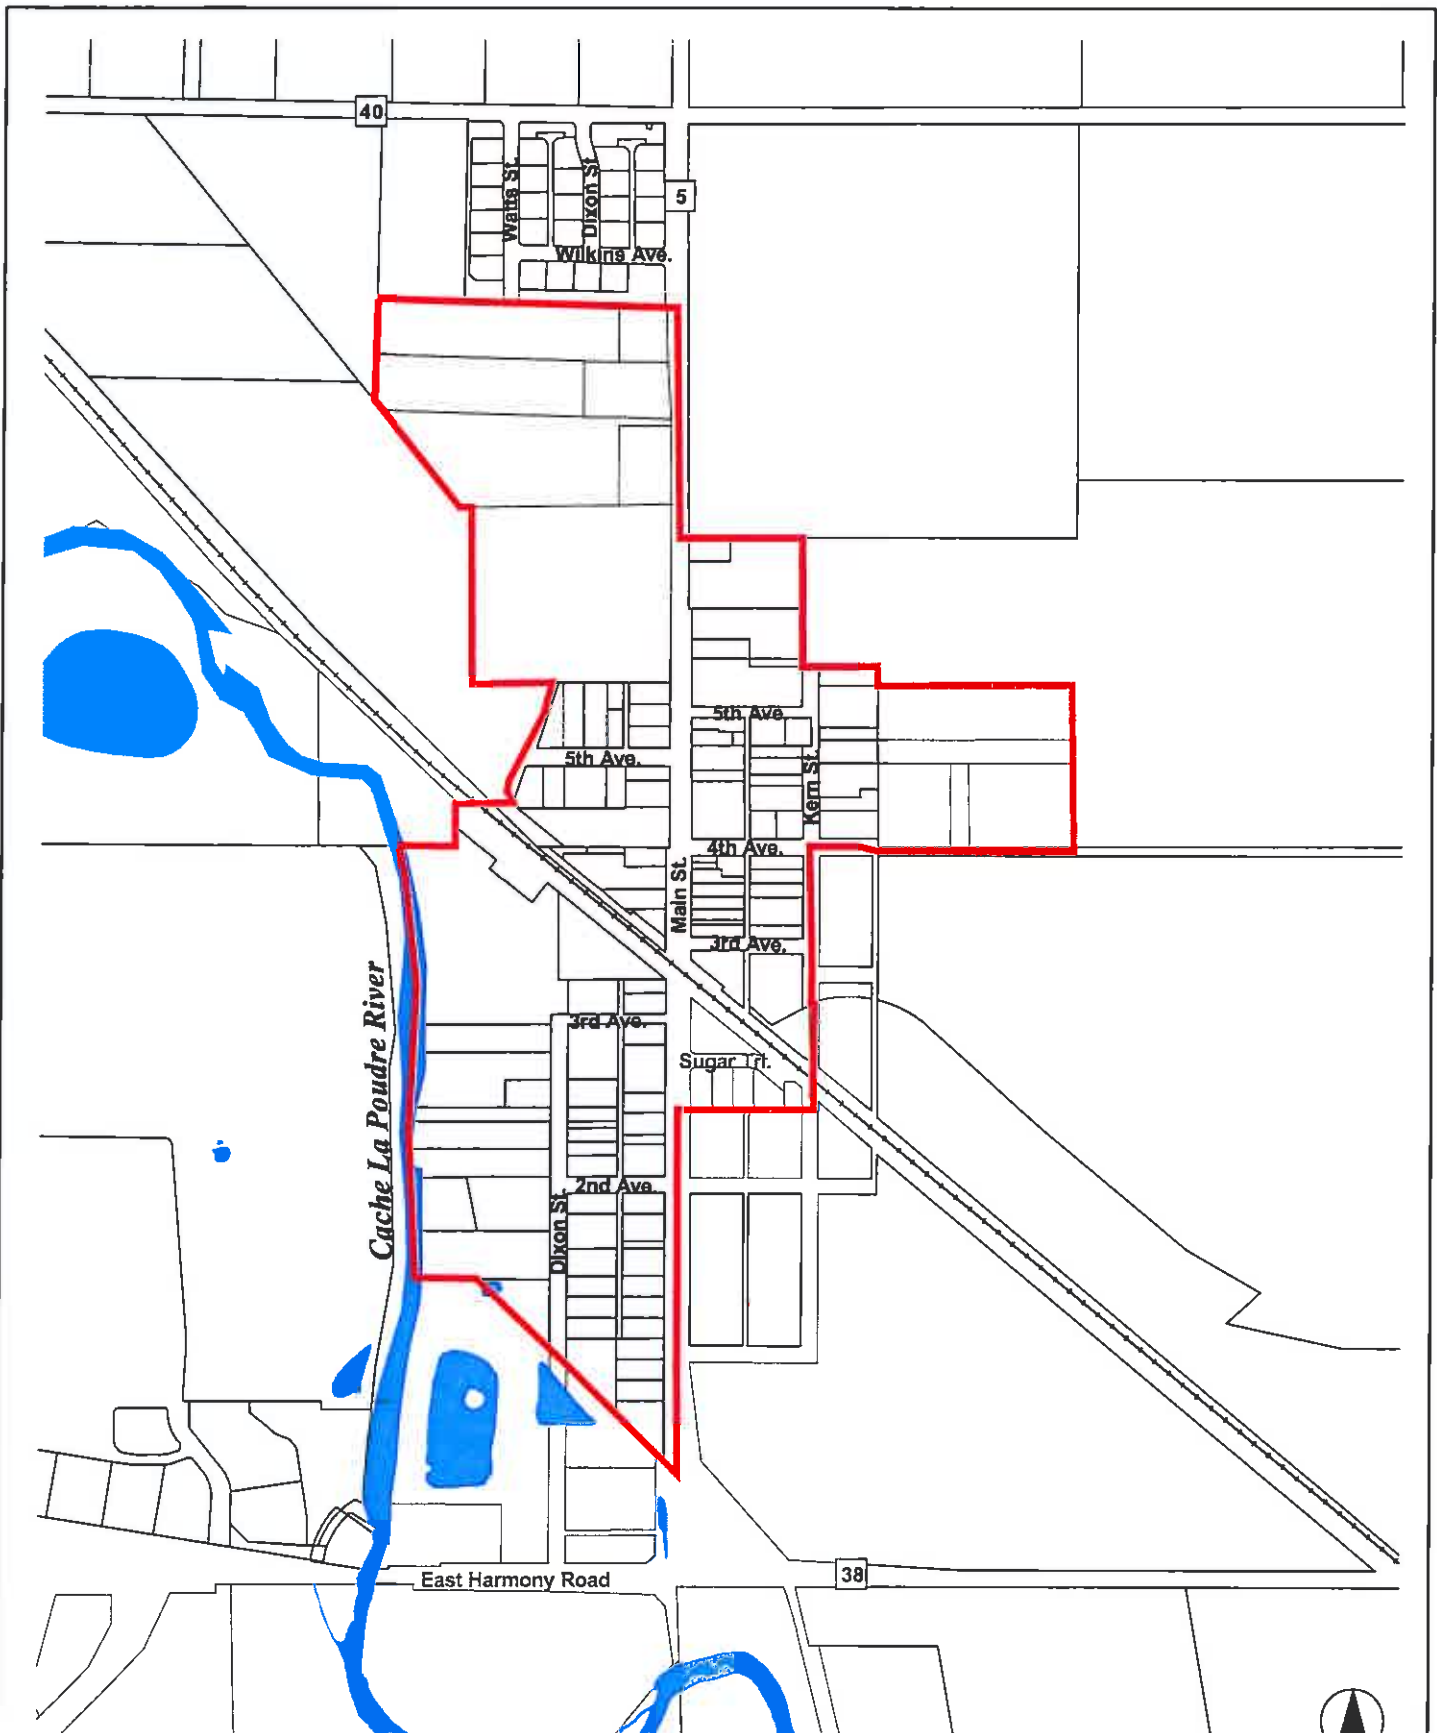 40
Watts St.
Dixon St
5
Wilkins Ave.
5th Ave
5th Ave.
Kern St.
4th Ave.
Main St.
3rd Ave.
Cache La Poudre River
3rd Ave.
Sugar Trl.
2nd Ave.
Dixon St.
East Harmony Road
38